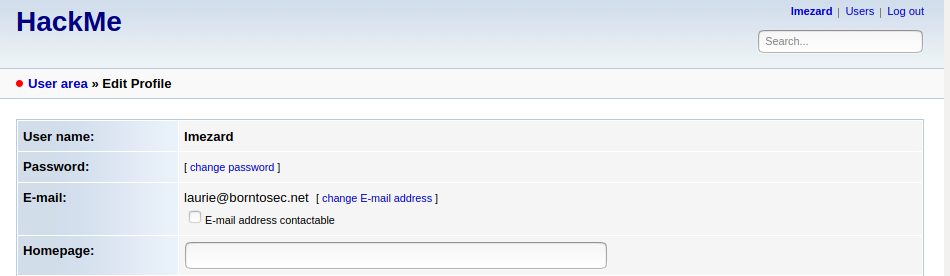 HackMe
lmezard | Users | Log out
Search...
User area » Edit Profile
User name: lmezard
Password: [ change password ]
E-mail: laurie@borntosec.net [ change E-mail address ]
E-mail address contactable
Homepage: